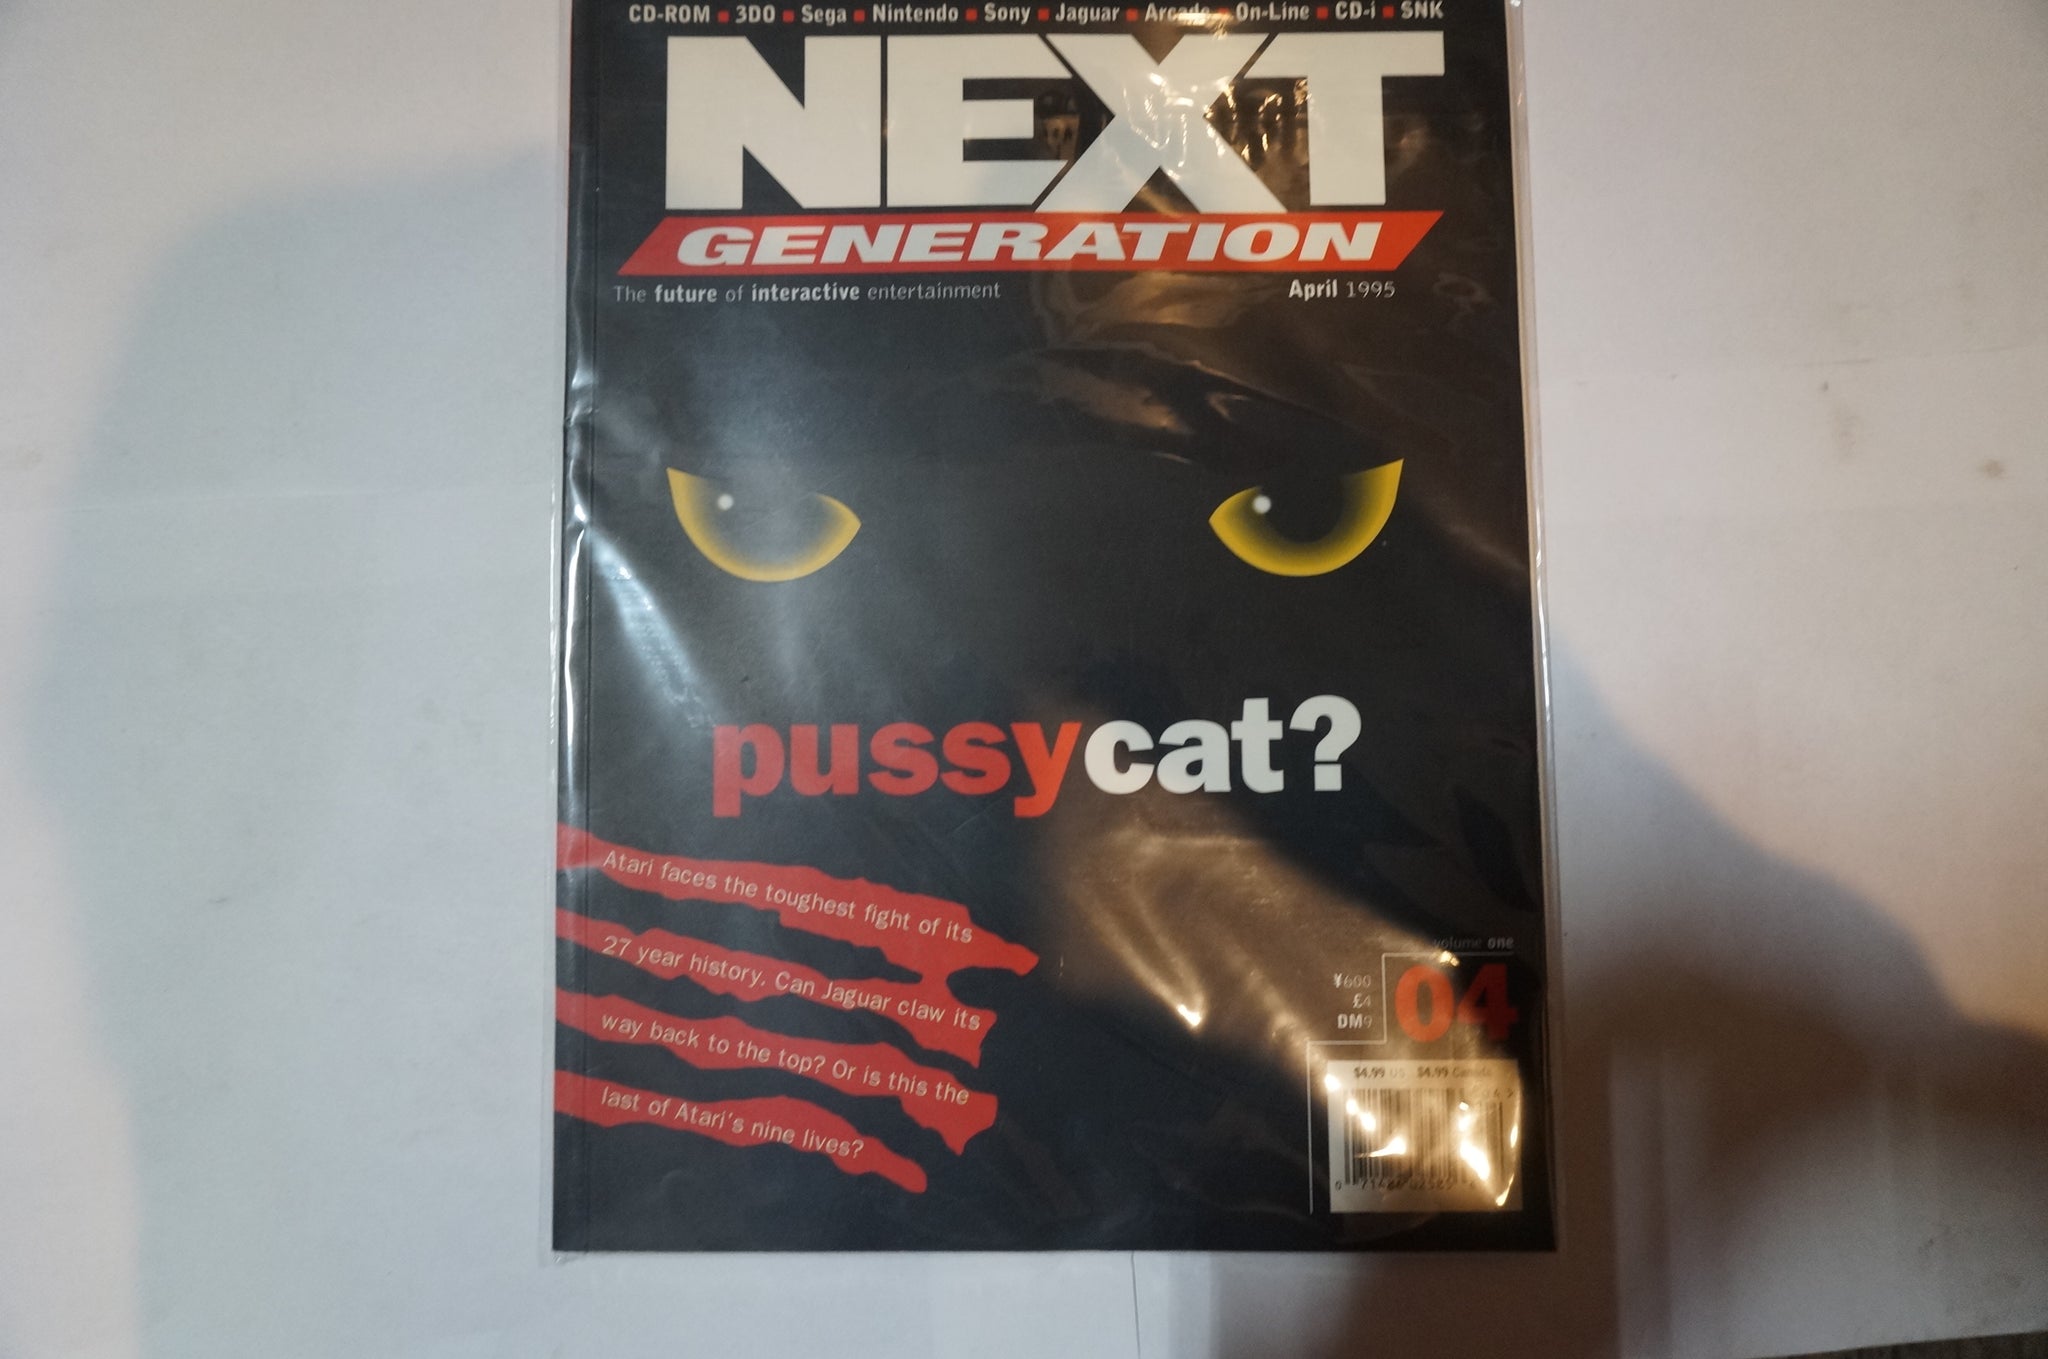 CD-ROM ▪ 3DO ▪ Sega ▪ Nintendo ▪ Sony ▪ Jaguar ▪ Arcade ▪ On-Line ▪ CD-i ▪ SNK
NEXT
GENERATION
The future of interactive entertainment
April 1995
pussycat?
Atari faces the toughest fight of its
27 year history. Can Jaguar claw its
way back to the top? Or is this the
last of Atari's nine lives?
volume one
04
¥600
£4
DM9
$4.99 US $4.99 Canada